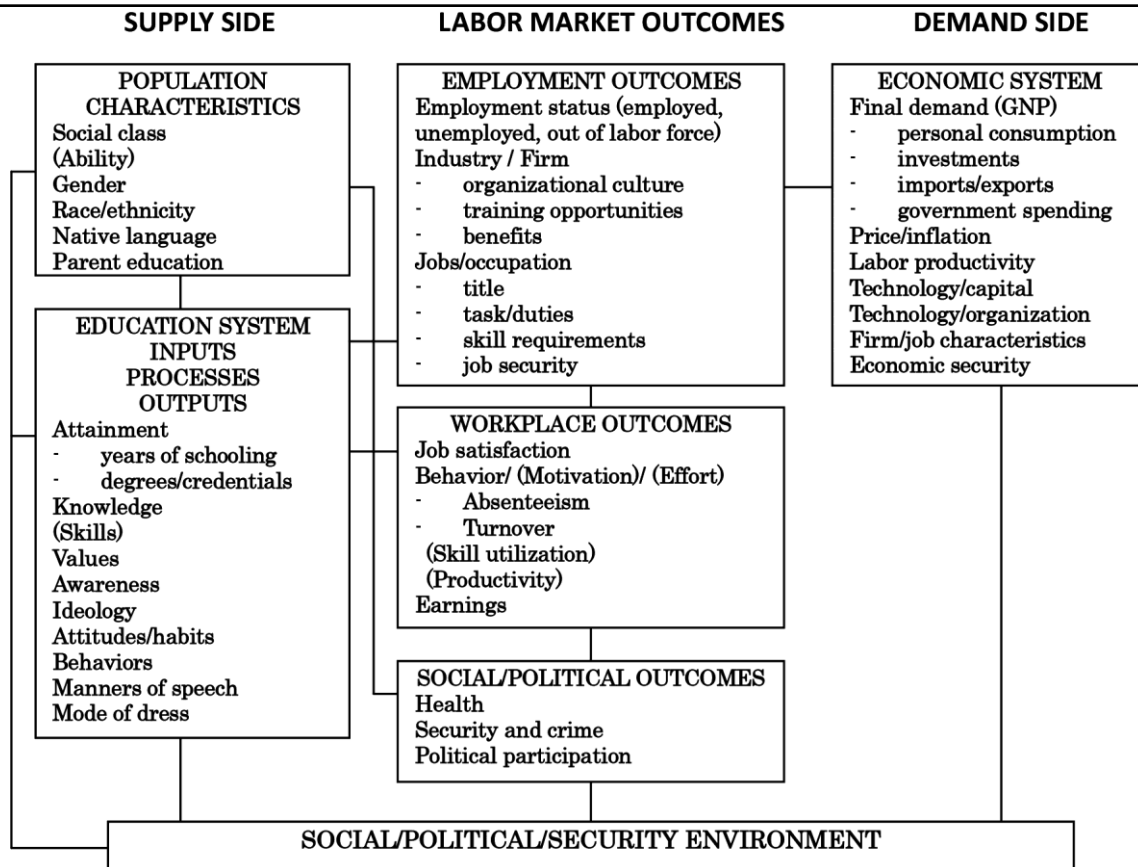 SUPPLY SIDE
LABOR MARKET OUTCOMES
DEMAND SIDE
POPULATION
CHARACTERISTICS
Social class
(Ability)
Gender
Race/ethnicity
Native language
Parent education
EDUCATION SYSTEM
INPUTS
PROCESSES
OUTPUTS
Attainment
- years of schooling
- degrees/credentials
Knowledge
(Skills)
Values
Awareness
Ideology
Attitudes/habits
Behaviors
Manners of speech
Mode of dress
EMPLOYMENT OUTCOMES
Employment status (employed,
unemployed, out of labor force)
Industry / Firm
- organizational culture
- training opportunities
- benefits
Jobs/occupation
- title
- task/duties
- skill requirements
- job security
WORKPLACE OUTCOMES
Job satisfaction
Behavior/ (Motivation)/ (Effort)
- Absenteeism
- Turnover
(Skill utilization)
(Productivity)
Earnings
SOCIAL/POLITICAL OUTCOMES
Health
Security and crime
Political participation
ECONOMIC SYSTEM
Final demand (GNP)
- personal consumption
- investments
- imports/exports
- government spending
Price/inflation
Labor productivity
Technology/capital
Technology/organization
Firm/job characteristics
Economic security
SOCIAL/POLITICAL/SECURITY ENVIRONMENT